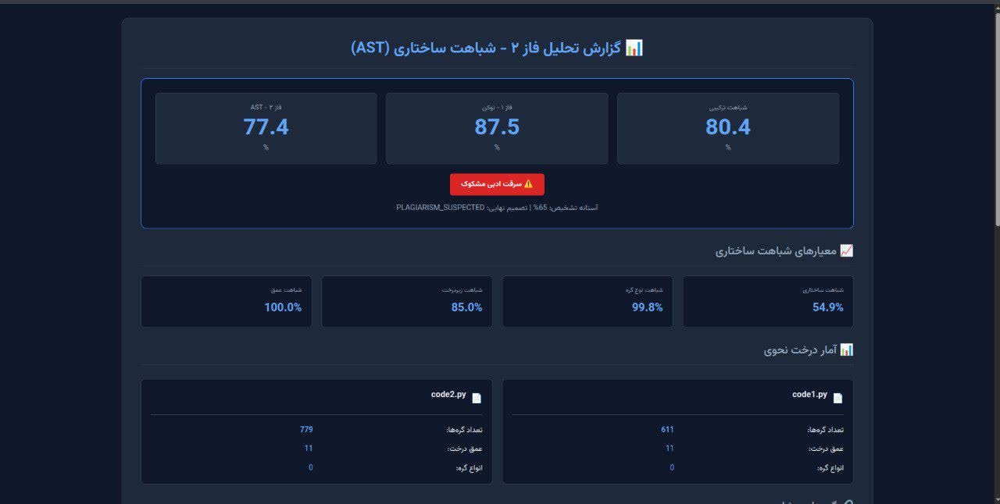 📊 گزارش تحلیل فاز ۲ - شباهت ساختاری (AST)
شباهت ترکیبی
80.4
%
فاز ۱ - توکن
87.5
%
فاز ۲ - AST
77.4
%
⚠️ سرقت ادبی مشکوک
آستانه تشخیص: 65% | تصمیم نهایی: PLAGIARISM_SUSPECTED
📈 معیارهای شباهت ساختاری
شباهت ساختاری
54.9%
شباهت نوع گره
99.8%
شباهت زیردرخت
85.0%
شباهت عمق
100.0%
📊 آمار درخت نحوی
📄 code1.py
تعداد گره‌ها: 611
عمق درخت: 11
انواع گره: 0
📄 code2.py
تعداد گره‌ها: 779
عمق درخت: 11
انواع گره: 0